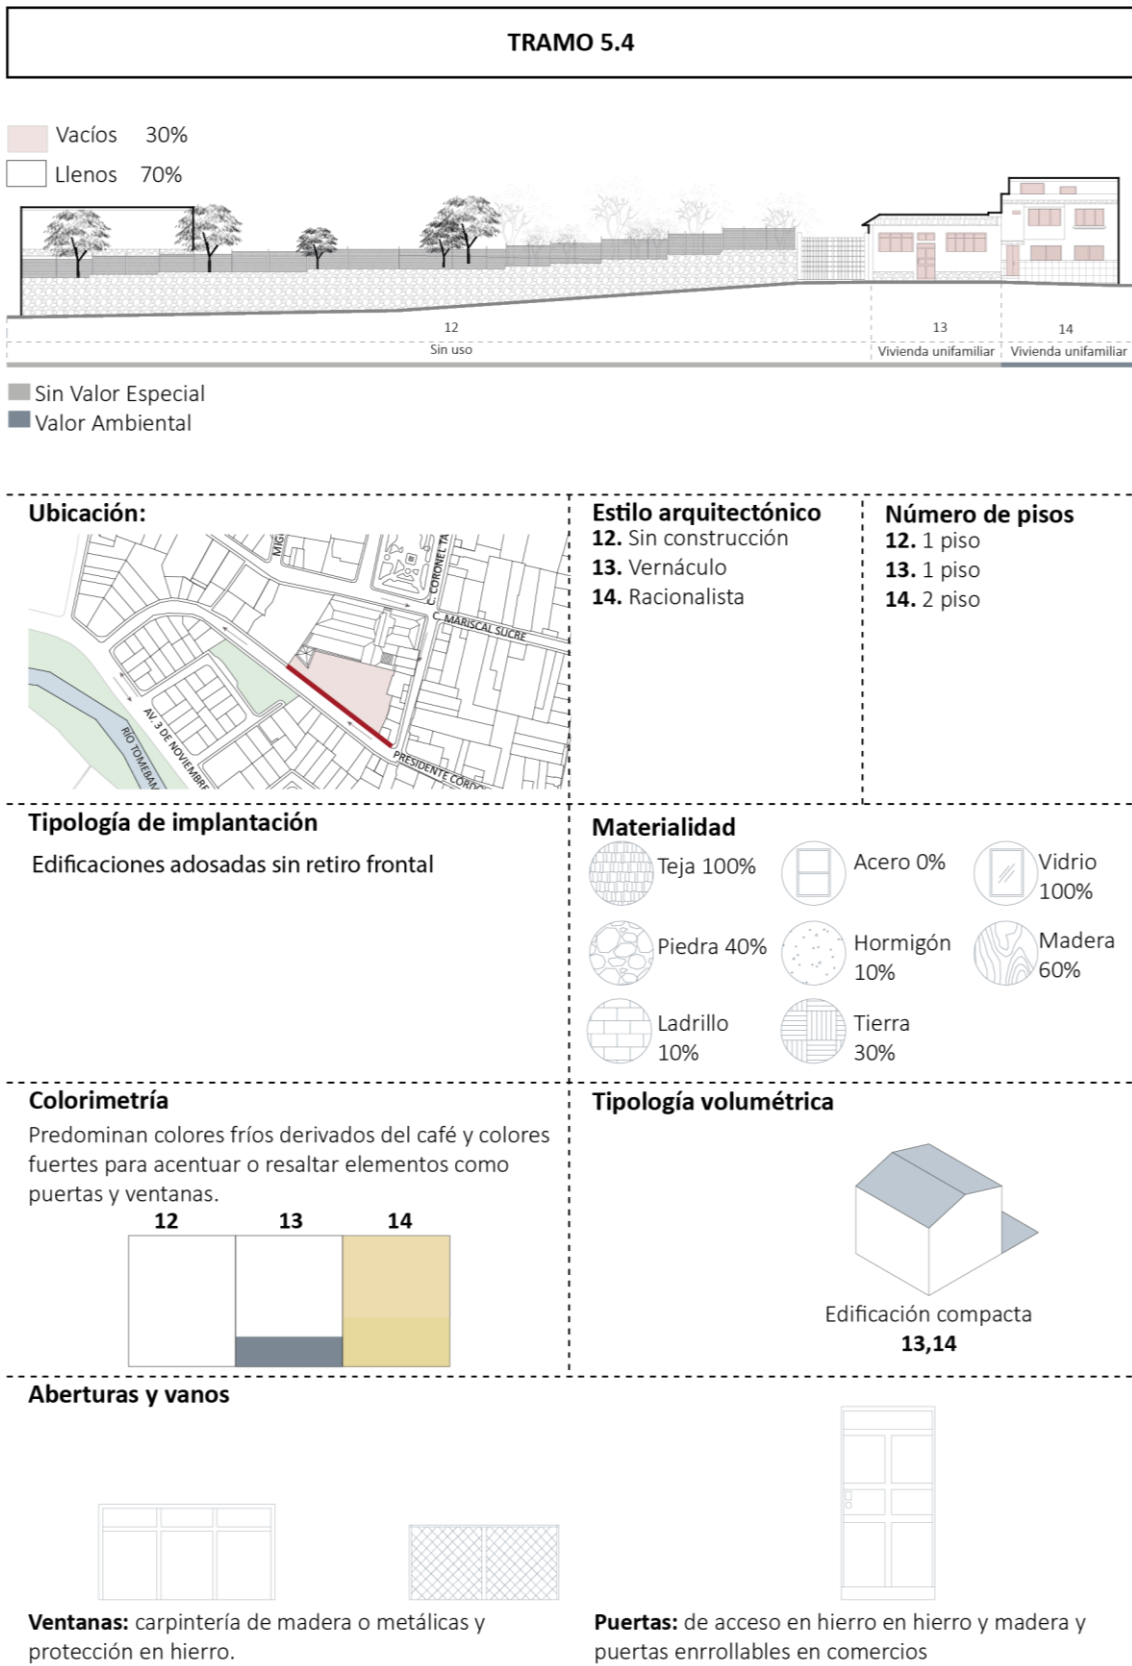 TRAMO 5.4
Vacíos 30%
Llenos 70%
12
Sin uso
13
Vivienda unifamiliar
14
Vivienda unifamiliar
Sin Valor Especial
Valor Ambiental
Ubicación:
C. CORONEL TA
C. MARISCAL SUCRE
AV. 3 DE NOVIEMBRE
RÍO TOMEBAM
PRESIDENTE CÓRDO
MIG
Estilo arquitectónico
12. Sin construcción
13. Vernáculo
14. Racionalista
Número de pisos
12. 1 piso
13. 1 piso
14. 2 piso
Tipología de implantación
Edificaciones adosadas sin retiro frontal
Materialidad
Teja 100%
Acero 0%
Vidrio
100%
Piedra 40%
Hormigón
10%
Madera
60%
Ladrillo
10%
Tierra
30%
Colorimetría
Predominan colores fríos derivados del café y colores
fuertes para acentuar o resaltar elementos como
puertas y ventanas.
12 13 14
Tipología volumétrica
Edificación compacta
13,14
Aberturas y vanos
Ventanas: carpintería de madera o metálicas y
protección en hierro.
Puertas: de acceso en hierro en hierro y madera y
puertas enrrollables en comercios